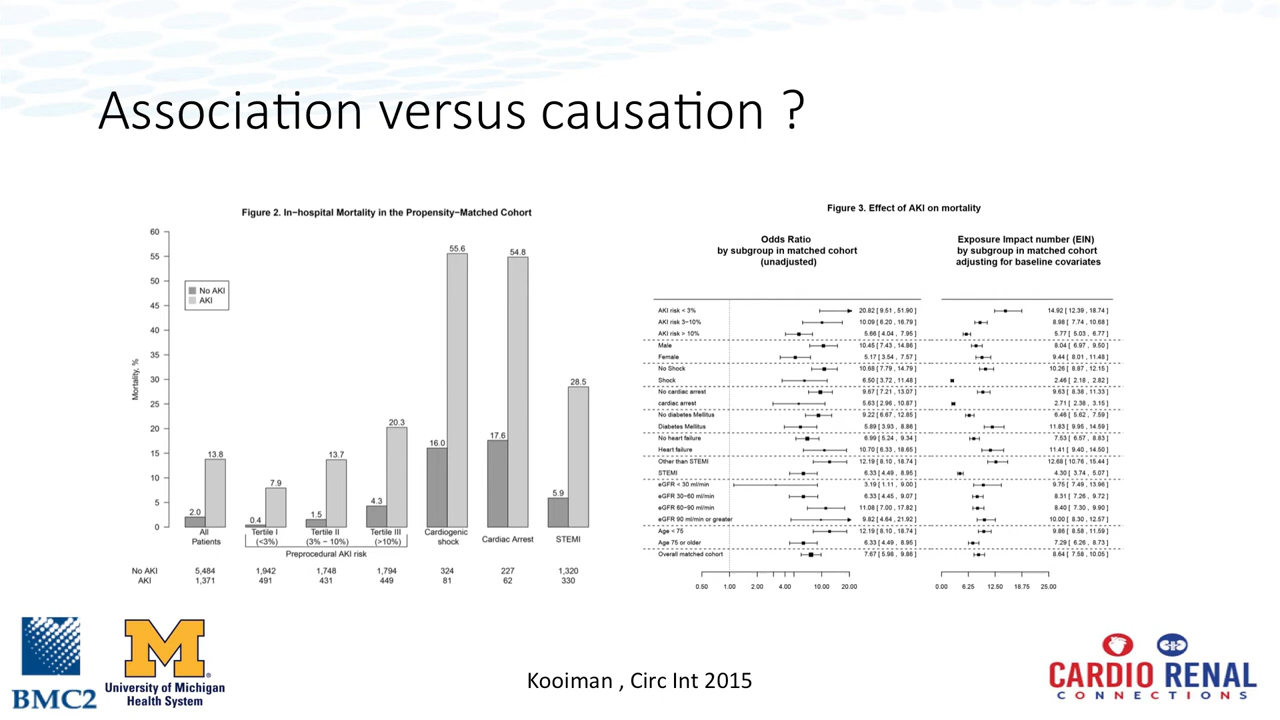 Association versus causation ?
Figure 2. In-hospital Mortality in the Propensity-Matched Cohort
Mortality, %
60
55
50
45
40
35
30
25
20
15
10
5
0
No AKI
AKI
2.0
13.8
0.4
7.9
1.5
13.7
4.3
20.3
16.0
55.6
17.6
54.8
5.9
28.5
All Patients
Tertile I (<3%)
Tertile II (3% − 10%)
Tertile III (>10%)
Cardiogenic shock
Cardiac Arrest
STEMI
Preprocedural AKI risk
No AKI 5,484 1,942 1,748 1,794 324 227 1,320
AKI 1,371 491 431 449 81 62 330
Figure 3. Effect of AKI on mortality
Odds Ratio
by subgroup in matched cohort
(unadjusted)
Exposure Impact number (EIN)
by subgroup in matched cohort
adjusting for baseline covariates
AKI risk < 3% 20.82 [ 9.51 , 51.90 ] 14.92 [ 12.39 , 18.74 ]
AKI risk 3−10% 10.09 [ 6.20 , 16.79 ] 8.98 [ 7.74 , 10.68 ]
AKI risk > 10% 5.66 [ 4.04 , 7.95 ] 5.77 [ 5.03 , 6.77 ]
Male 10.45 [ 7.43 , 14.86 ] 8.04 [ 6.97 , 9.50 ]
Female 5.17 [ 3.54 , 7.57 ] 9.44 [ 8.01 , 11.48 ]
No Shock 10.68 [ 7.79 , 14.79 ] 10.26 [ 8.87 , 12.15 ]
Shock 6.50 [ 3.72 , 11.48 ] 2.46 [ 2.18 , 2.82 ]
No cardiac arrest 9.67 [ 7.21 , 13.07 ] 9.63 [ 8.38 , 11.33 ]
cardiac arrest 5.63 [ 2.96 , 10.87 ] 2.71 [ 2.38 , 3.15 ]
No diabetes Mellitus 9.22 [ 6.67 , 12.85 ] 6.46 [ 5.62 , 7.59 ]
Diabetes Mellitus 5.89 [ 3.93 , 8.86 ] 11.83 [ 9.95 , 14.59 ]
No heart failure 6.99 [ 5.24 , 9.34 ] 7.53 [ 6.57 , 8.83 ]
Heart failure 10.70 [ 6.33 , 18.65 ] 11.41 [ 9.40 , 14.50 ]
Other than STEMI 12.19 [ 8.10 , 18.74 ] 12.68 [ 10.76 , 15.44 ]
STEMI 6.33 [ 4.49 , 8.95 ] 4.30 [ 3.74 , 5.07 ]
eGFR < 30 ml/min 3.19 [ 1.11 , 9.00 ] 9.75 [ 7.49 , 13.96 ]
eGFR 30−60 ml/min 6.33 [ 4.45 , 9.07 ] 8.31 [ 7.26 , 9.72 ]
eGFR 60−90 ml/min 11.08 [ 7.00 , 17.82 ] 8.40 [ 7.30 , 9.90 ]
eGFR 90 ml/min or greater 9.82 [ 4.64 , 21.92 ] 10.00 [ 8.30 , 12.57 ]
Age < 75 12.19 [ 8.10 , 18.74 ] 9.86 [ 8.58 , 11.59 ]
Age 75 or older 6.33 [ 4.49 , 8.95 ] 7.29 [ 6.26 , 8.73 ]
Overall matched cohort 7.67 [ 5.98 , 9.86 ] 8.64 [ 7.58 , 10.05 ]
0.50 1.00 2.00 4.00 10.00 20.00
0.00 6.25 12.50 18.75 25.00
BMC2
M
University of Michigan
Health System
Kooiman , Circ Int 2015
CARDIO RENAL
CONNECTIONS